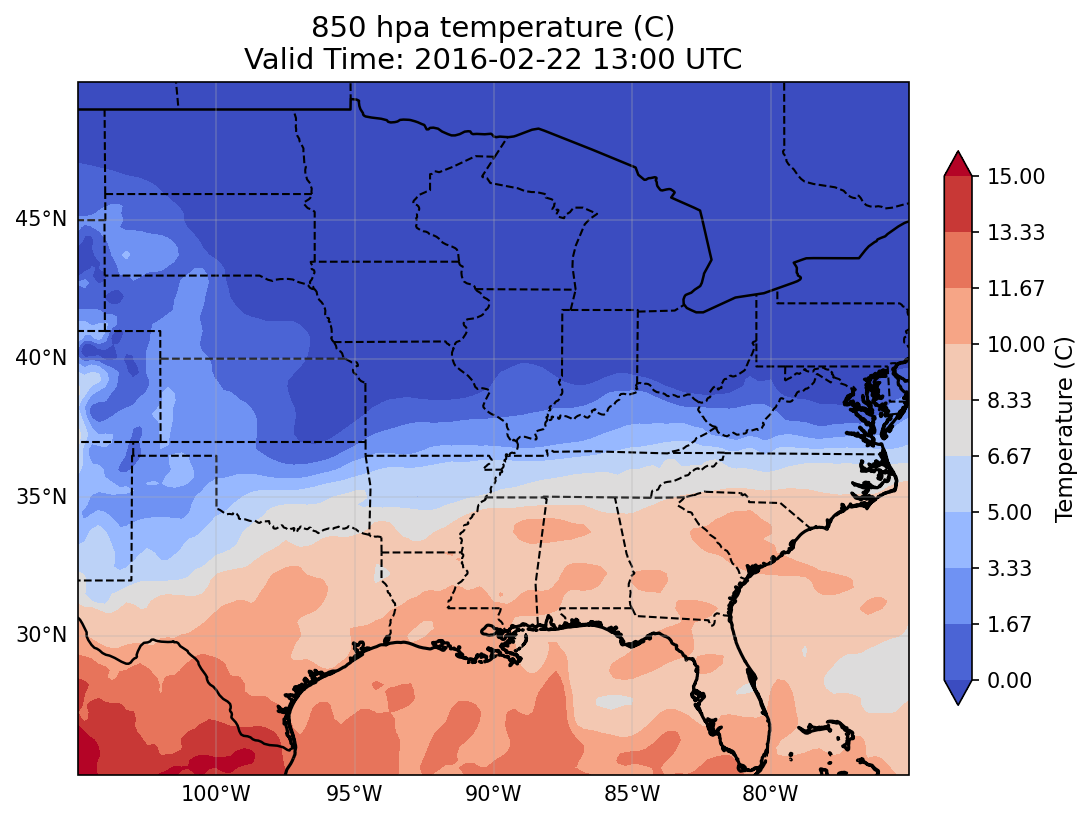 850 hpa temperature (C)
Valid Time: 2016-02-22 13:00 UTC
45°N
40°N
35°N
30°N
100°W
95°W
90°W
85°W
80°W
15.00
13.33
11.67
10.00
8.33
6.67
5.00
3.33
1.67
0.00
Temperature (C)